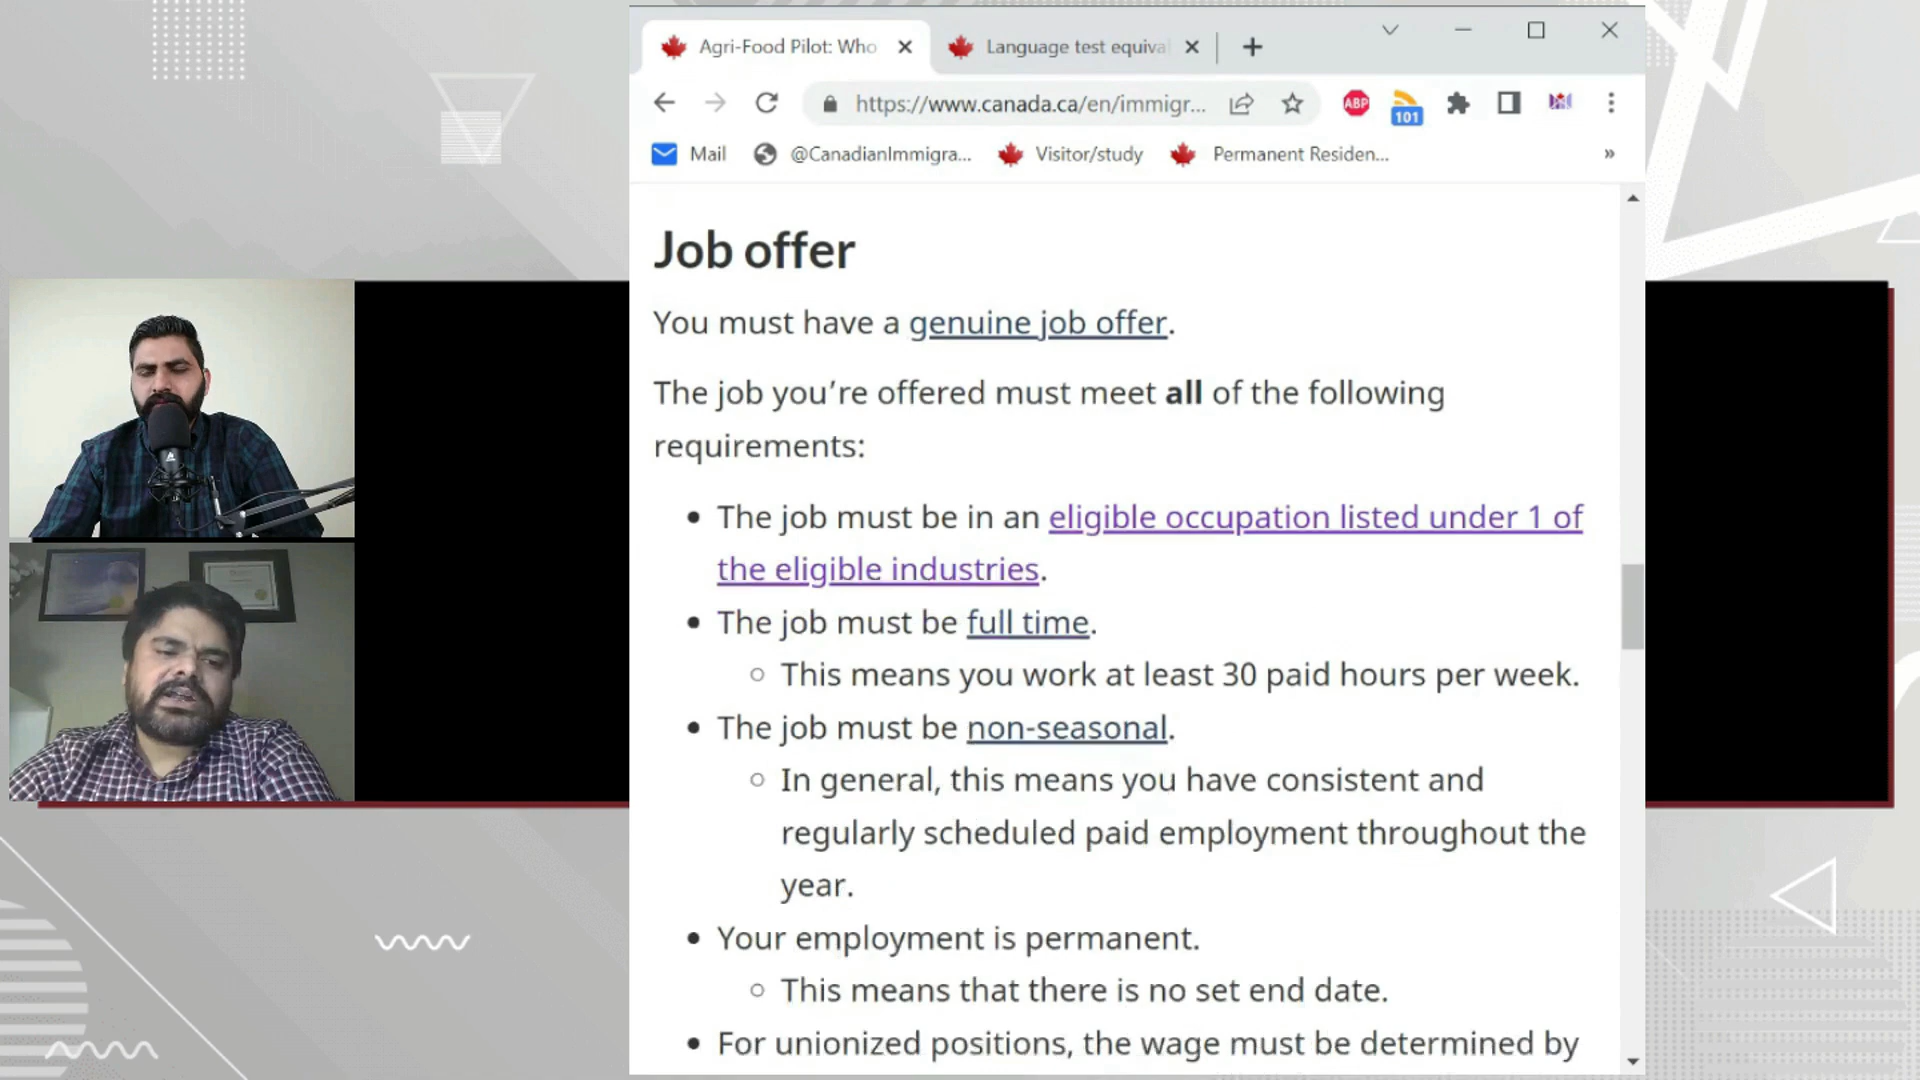 Agri-Food Pilot: Who
Language test equiva
https://www.canada.ca/en/immigr...
ABP
101
Mail
@CanadianImmigra...
Visitor/study
Permanent Residen...
»
Job offer
You must have a genuine job offer.
The job you’re offered must meet all of the following
requirements:
The job must be in an eligible occupation listed under 1 of
the eligible industries.
The job must be full time.
This means you work at least 30 paid hours per week.
The job must be non-seasonal.
In general, this means you have consistent and
regularly scheduled paid employment throughout the
year.
Your employment is permanent.
This means that there is no set end date.
For unionized positions, the wage must be determined by